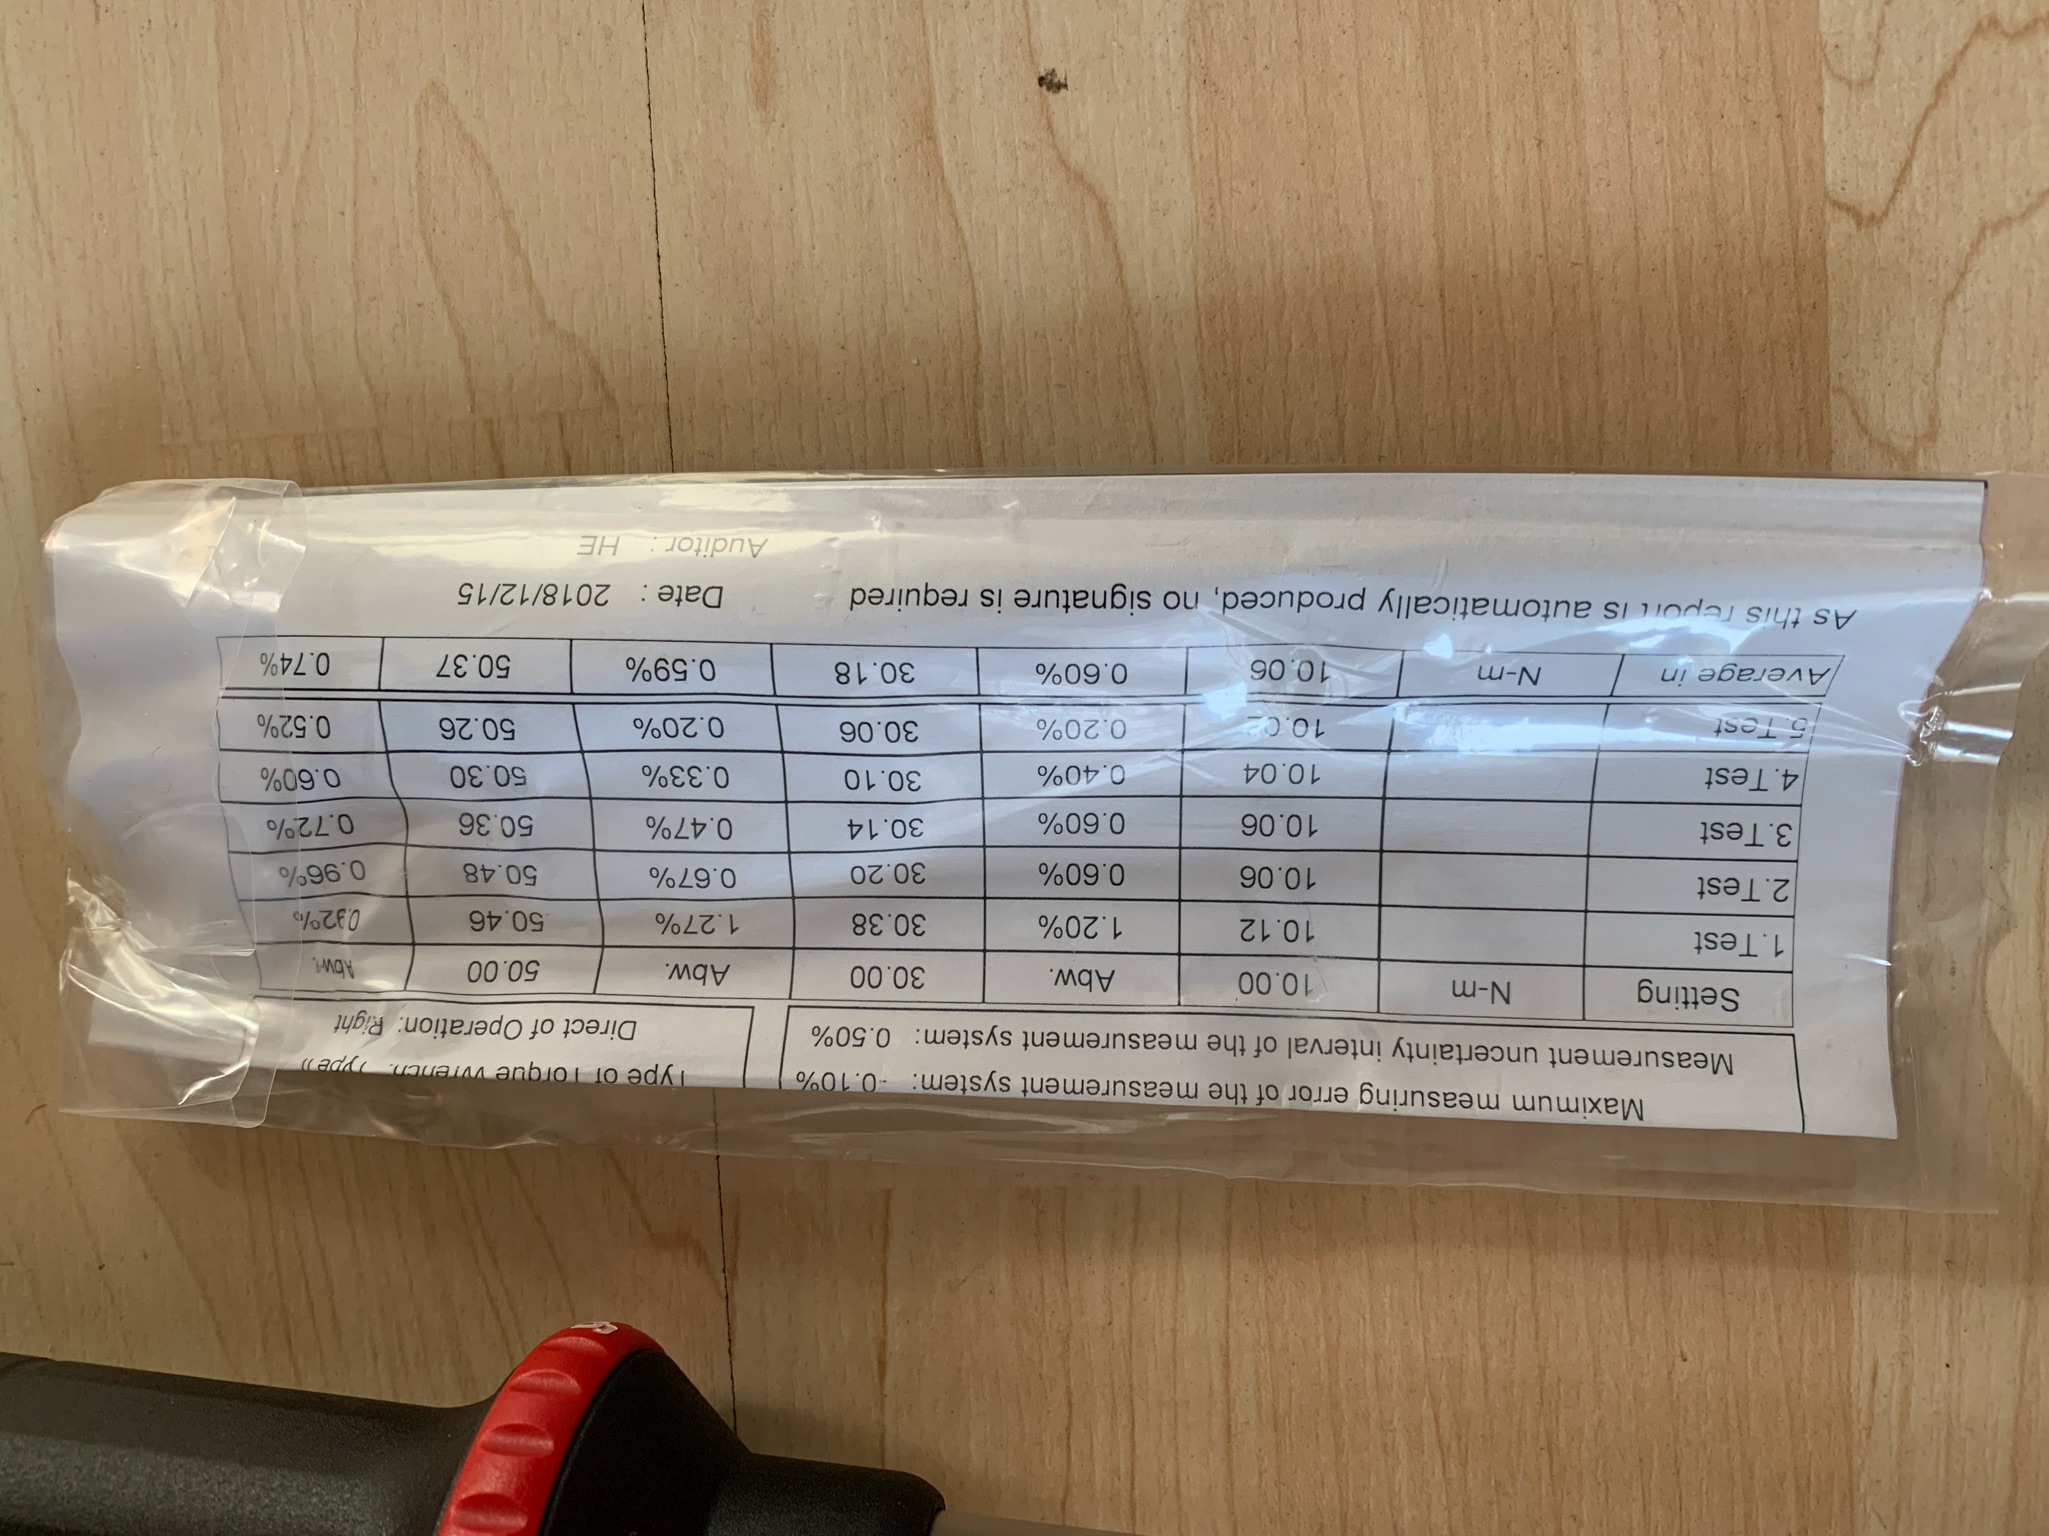 Maximum measuring error of the measurement system: -0.10%
Measurement uncertainty interval of the measurement system: 0.50%
Type of Torque Wrench:
Direct of Operation: Right
Setting N-m 10.00 Abw. 30.00 Abw. 50.00 Abw.
1.Test 10.12 1.20% 30.38 1.27% 50.46 0.92%
2.Test 10.06 0.60% 30.20 0.67% 50.48 0.96%
3.Test 10.06 0.60% 30.14 0.47% 50.36 0.72%
4.Test 10.04 0.40% 30.10 0.33% 50.30 0.60%
5.Test 10.02 0.20% 30.06 0.20% 50.26 0.52%
Average in N-m 10.06 0.60% 30.18 0.59% 50.37 0.74%
As this report is automatically produced, no signature is required Date : 2018/12/15
Auditor : HE